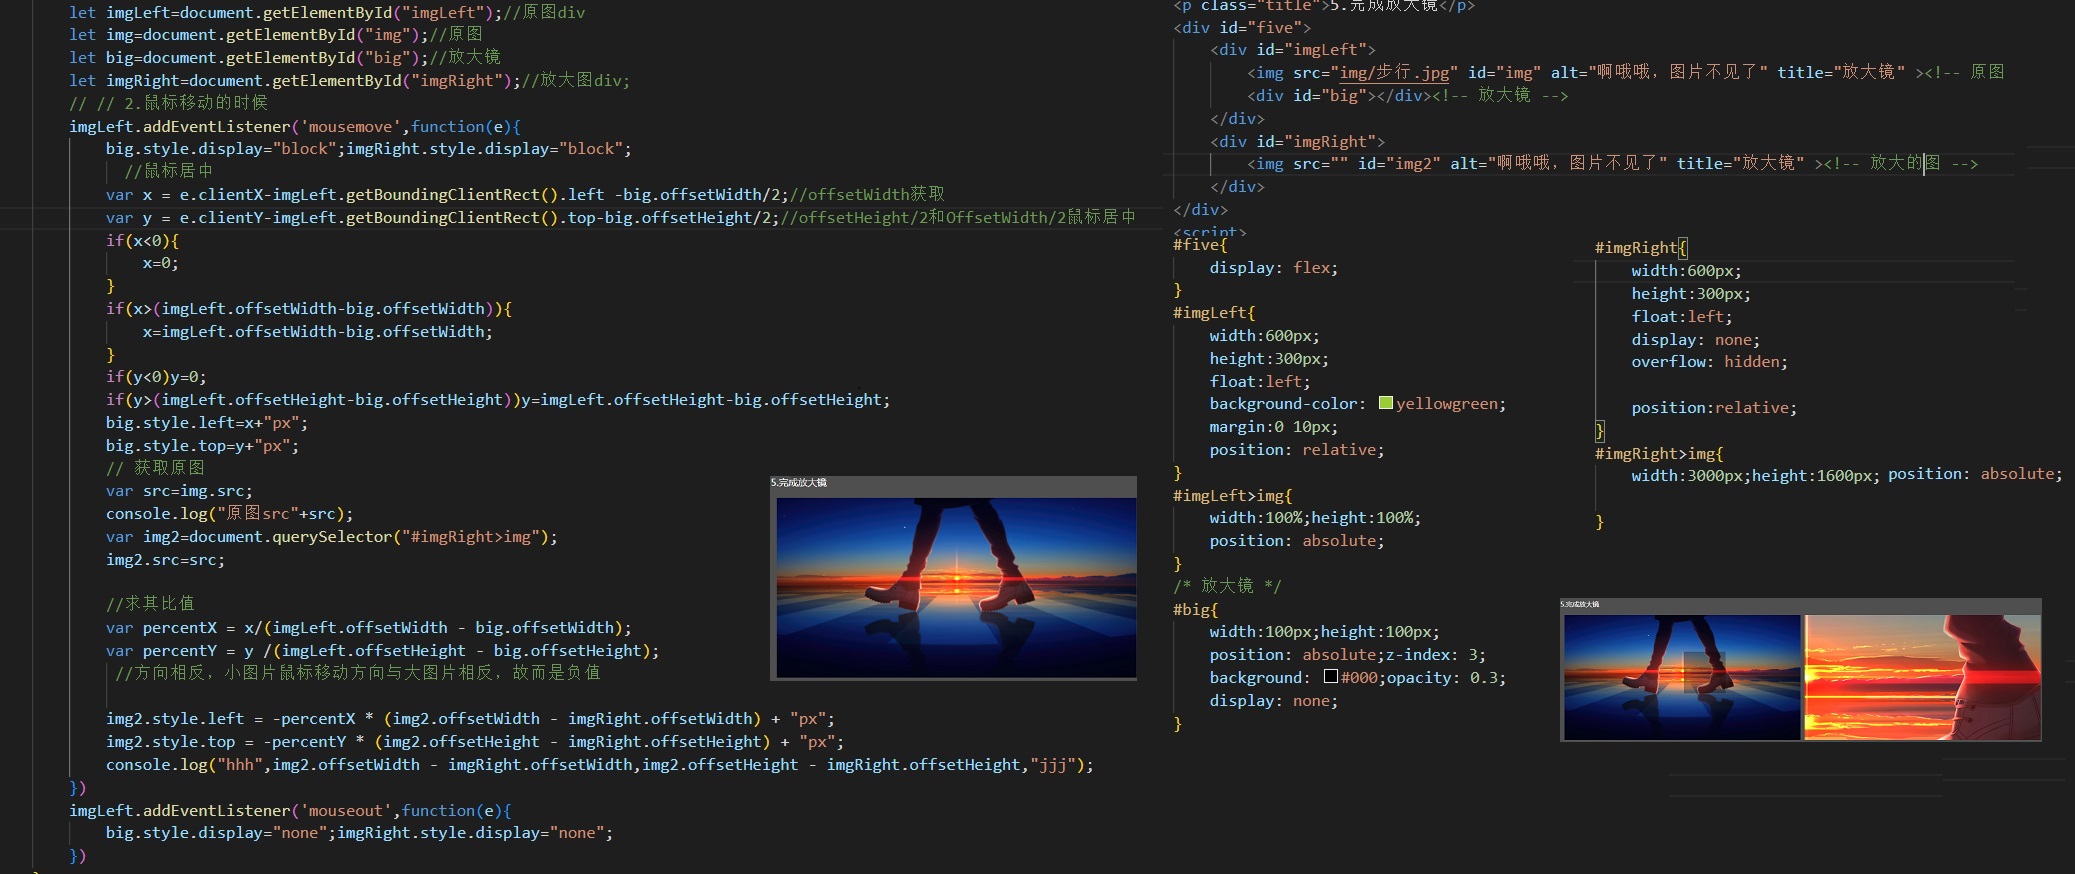 let imgLeft=document.getElementById("imgLeft");//原图div
let img=document.getElementById("img");//原图
let big=document.getElementById("big");//放大镜
let imgRight=document.getElementById("imgRight");//放大图div;
// // 2.鼠标移动的时候
imgLeft.addEventListener('mousemove',function(e){
big.style.display="block";imgRight.style.display="block";
//鼠标居中
var x = e.clientX-imgLeft.getBoundingClientRect().left -big.offsetWidth/2;//offsetWidth获取
var y = e.clientY-imgLeft.getBoundingClientRect().top-big.offsetHeight/2;//offsetHeight/2和OffsetWidth/2鼠标居中
if(x<0){
x=0;
}
if(x>(imgLeft.offsetWidth-big.offsetWidth)){
x=imgLeft.offsetWidth-big.offsetWidth;
}
if(y<0)y=0;
if(y>(imgLeft.offsetHeight-big.offsetHeight))y=imgLeft.offsetHeight-big.offsetHeight;
big.style.left=x+"px";
big.style.top=y+"px";
// 获取原图
var src=img.src;
console.log("原图src"+src);
var img2=document.querySelector("#imgRight>img");
img2.src=src;
//求其比值
var percentX = x/(imgLeft.offsetWidth - big.offsetWidth);
var percentY = y /(imgLeft.offsetHeight - big.offsetHeight);
//方向相反，小图片鼠标移动方向与大图片相反，故而是负值
img2.style.left = -percentX * (img2.offsetWidth - imgRight.offsetWidth) + "px";
img2.style.top = -percentY * (img2.offsetHeight - imgRight.offsetHeight) + "px";
console.log("hhh",img2.offsetWidth - imgRight.offsetWidth,img2.offsetHeight - imgRight.offsetHeight,"jjj");
})
imgLeft.addEventListener('mouseout',function(e){
big.style.display="none";imgRight.style.display="none";
})
5.完成放大镜
<p class="title">5.完成放大镜</p>
<div id="five">
<div id="imgLeft">
<img src="img/步行.jpg" id="img" alt="啊哦哦，图片不见了" title="放大镜" ><!-- 原图
<div id="big"></div><!-- 放大镜 -->
</div>
<div id="imgRight">
<img src="" id="img2" alt="啊哦哦，图片不见了" title="放大镜" ><!-- 放大的图 -->
</div>
</div>
<script>
#five{
display: flex;
}
#imgLeft{
width:600px;
height:300px;
float:left;
background-color: yellowgreen;
margin:0 10px;
position: relative;
}
#imgLeft>img{
width:100%;height:100%;
position: absolute;
}
/* 放大镜 */
#big{
width:100px;height:100px;
position: absolute;z-index: 3;
background: #000;opacity: 0.3;
display: none;
}
#imgRight{
width:600px;
height:300px;
float:left;
display: none;
overflow: hidden;
position:relative;
}
#imgRight>img{
width:3000px;height:1600px; position: absolute;
}
5.完成放大镜